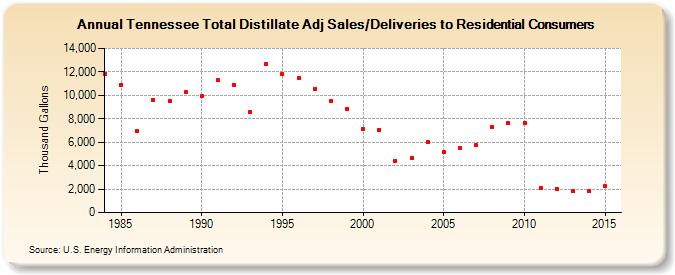 Annual Tennessee Total Distillate Adj Sales/Deliveries to Residential Consumers
Thousand Gallons
14,000
12,000
10,000
8,000
6,000
4,000
2,000
0
1985 1990 1995 2000 2005 2010 2015
Source: U.S. Energy Information Administration